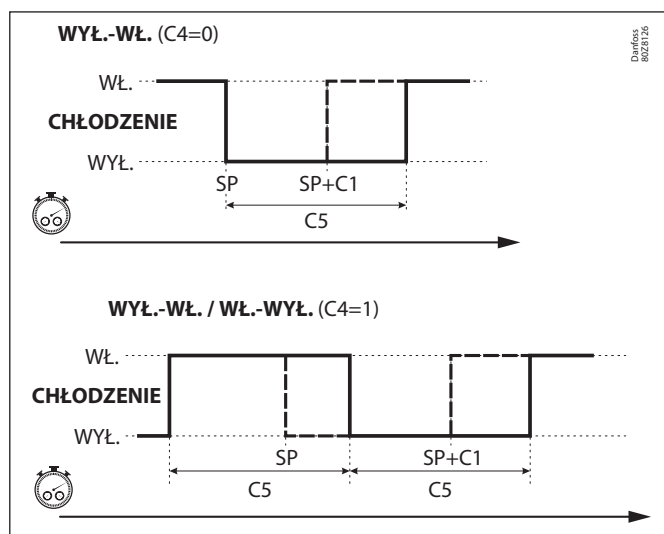 WYŁ.-WŁ. (C4=0)
Danfoss
80Z8126
WŁ.
CHŁODZENIE
WYŁ.
SP SP+C1
C5
WYŁ.-WŁ. / WŁ.-WYŁ. (C4=1)
WŁ.
CHŁODZENIE
WYŁ.
SP SP+C1
C5 C5